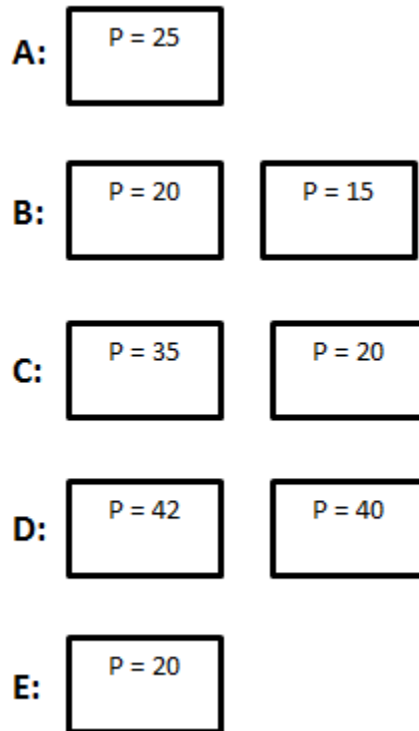 A: P = 25
B: P = 20 P = 15
C: P = 35 P = 20
D: P = 42 P = 40
E: P = 20